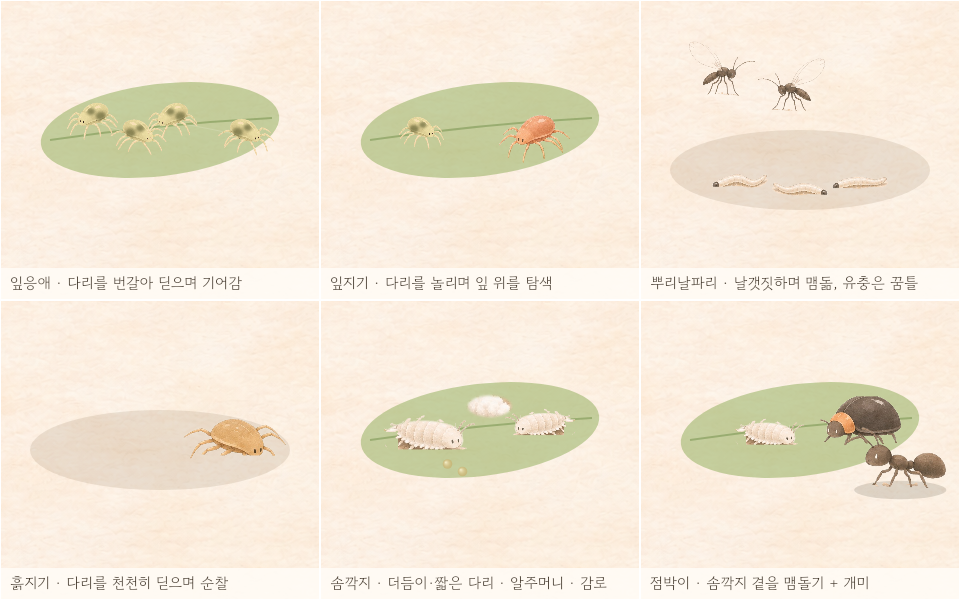 잎응애 · 다리를 번갈아 딛으며 기어감
잎지기 · 다리를 놀리며 잎 위를 탐색
뿌리날파리 · 날갯짓하며 맴돎, 유충은 꿈틀
흙지기 · 다리를 천천히 딛으며 순찰
솜깍지 · 더듬이·짧은 다리 · 알주머니 · 감로
점박이 · 솜깍지 곁을 맴돌기 + 개미